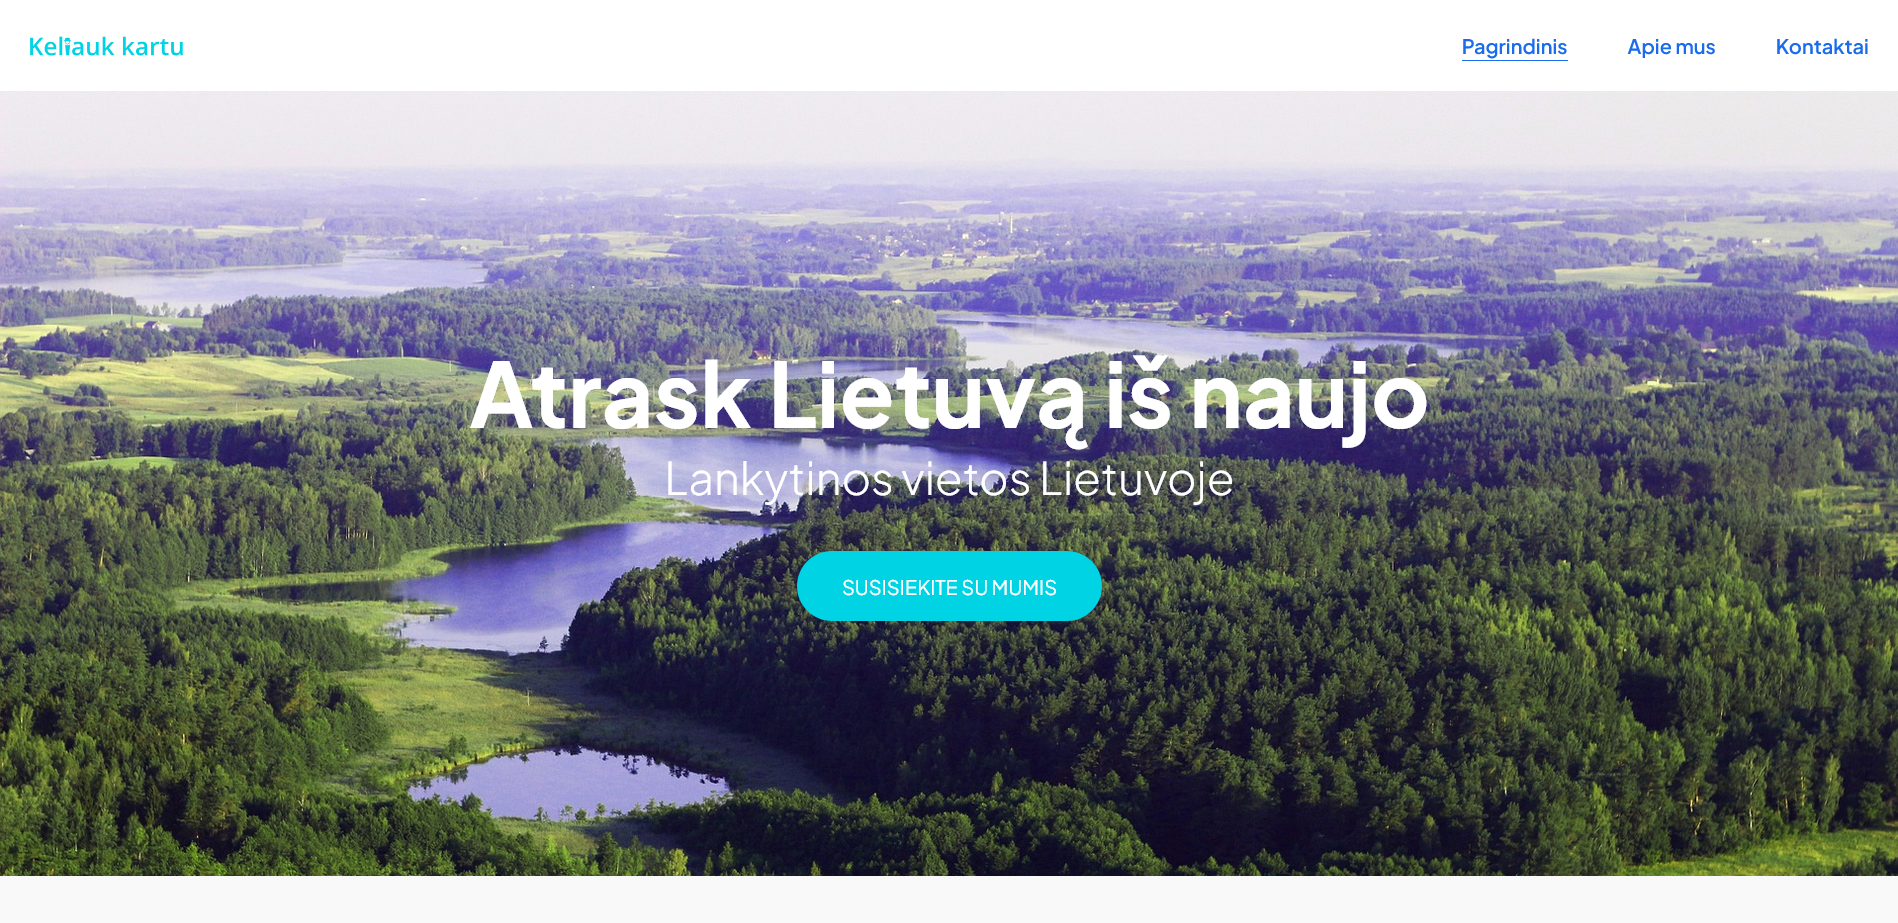 Keliauk kartu
Pagrindinis
Apie mus
Kontaktai
Atrask Lietuvą iš naujo
Lankytinos vietos Lietuvoje
SUSISIEKITE SU MUMIS